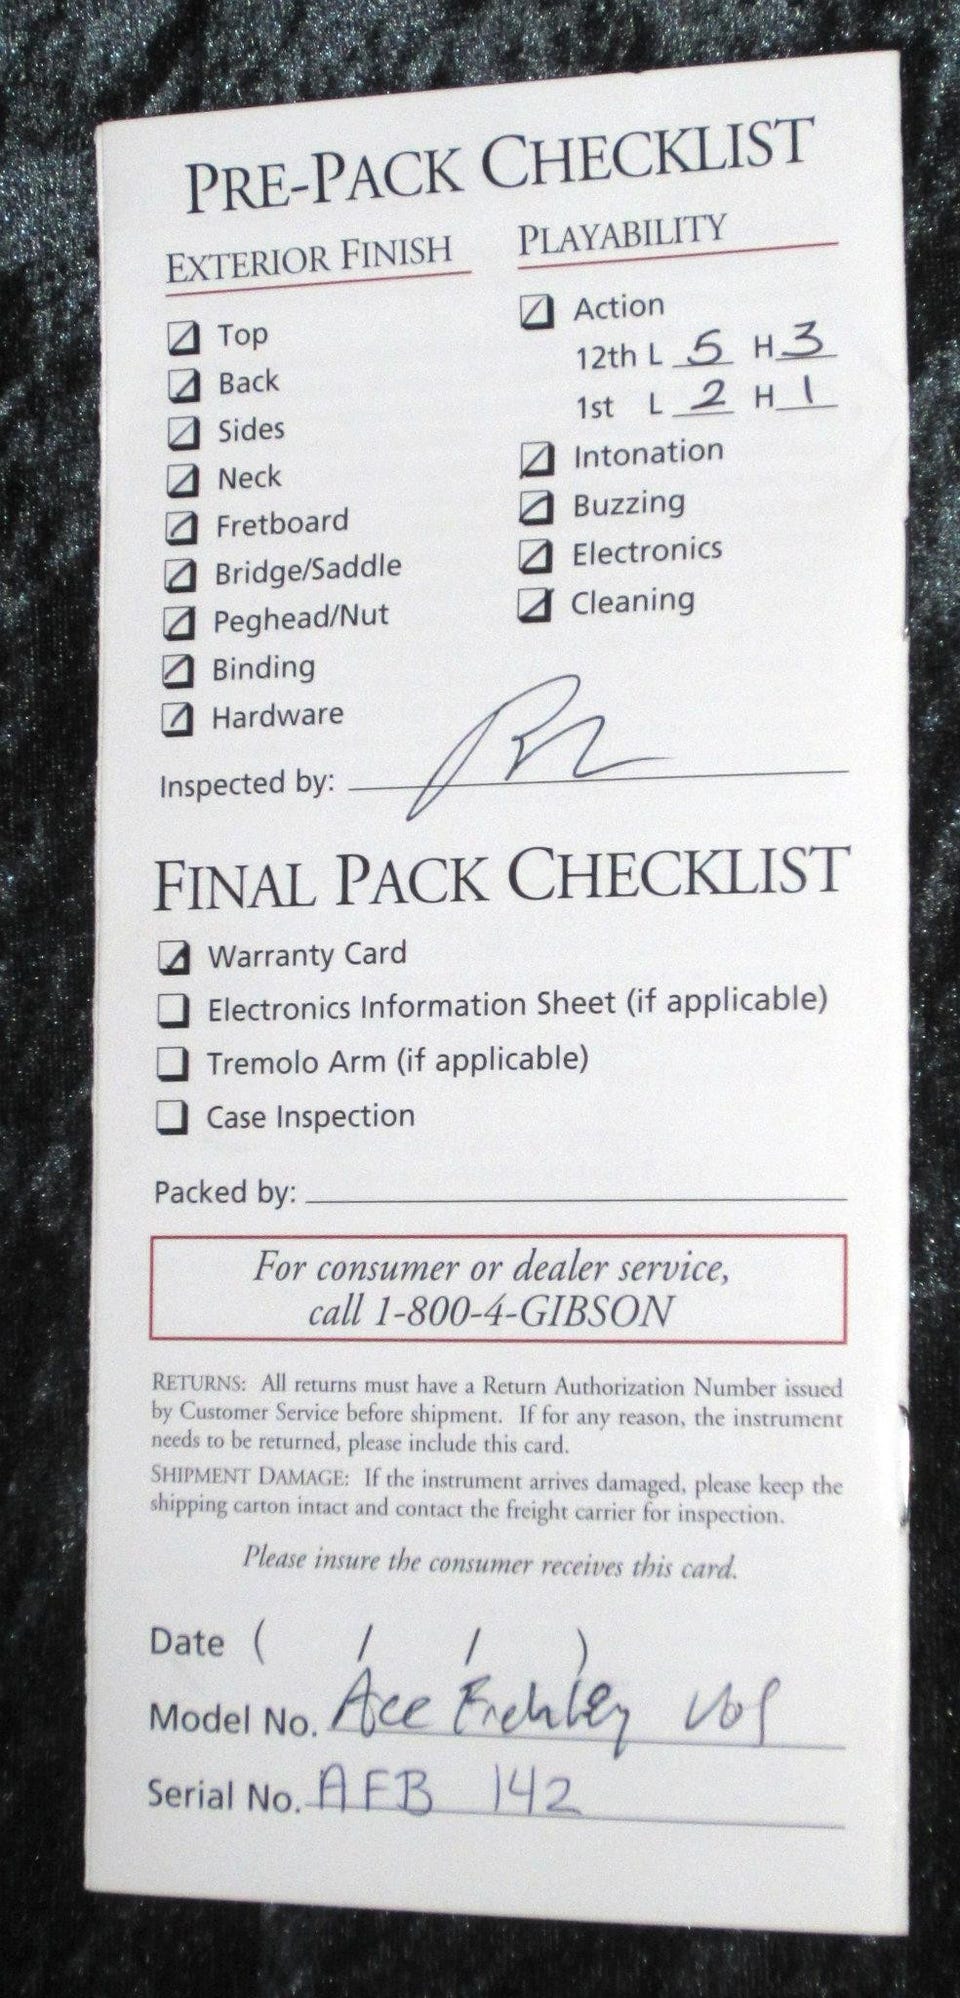 PRE-PACK CHECKLIST
EXTERIOR FINISH
Top
Back
Sides
Neck
Fretboard
Bridge/Saddle
Peghead/Nut
Binding
Hardware
PLAYABILITY
Action
12th L 5 H 3
1st L 2 H 1
Intonation
Buzzing
Electronics
Cleaning
Inspected by:
FINAL PACK CHECKLIST
Warranty Card
Electronics Information Sheet (if applicable)
Tremolo Arm (if applicable)
Case Inspection
Packed by:
For consumer or dealer service,
call 1-800-4-GIBSON
RETURNS: All returns must have a Return Authorization Number issued
by Customer Service before shipment. If for any reason, the instrument
needs to be returned, please include this card.
SHIPMENT DAMAGE: If the instrument arrives damaged, please keep the
shipping carton intact and contact the freight carrier for inspection.
Please insure the consumer receives this card.
Date ( / / )
Model No. Ace Frehley VOS
Serial No. AFB 142